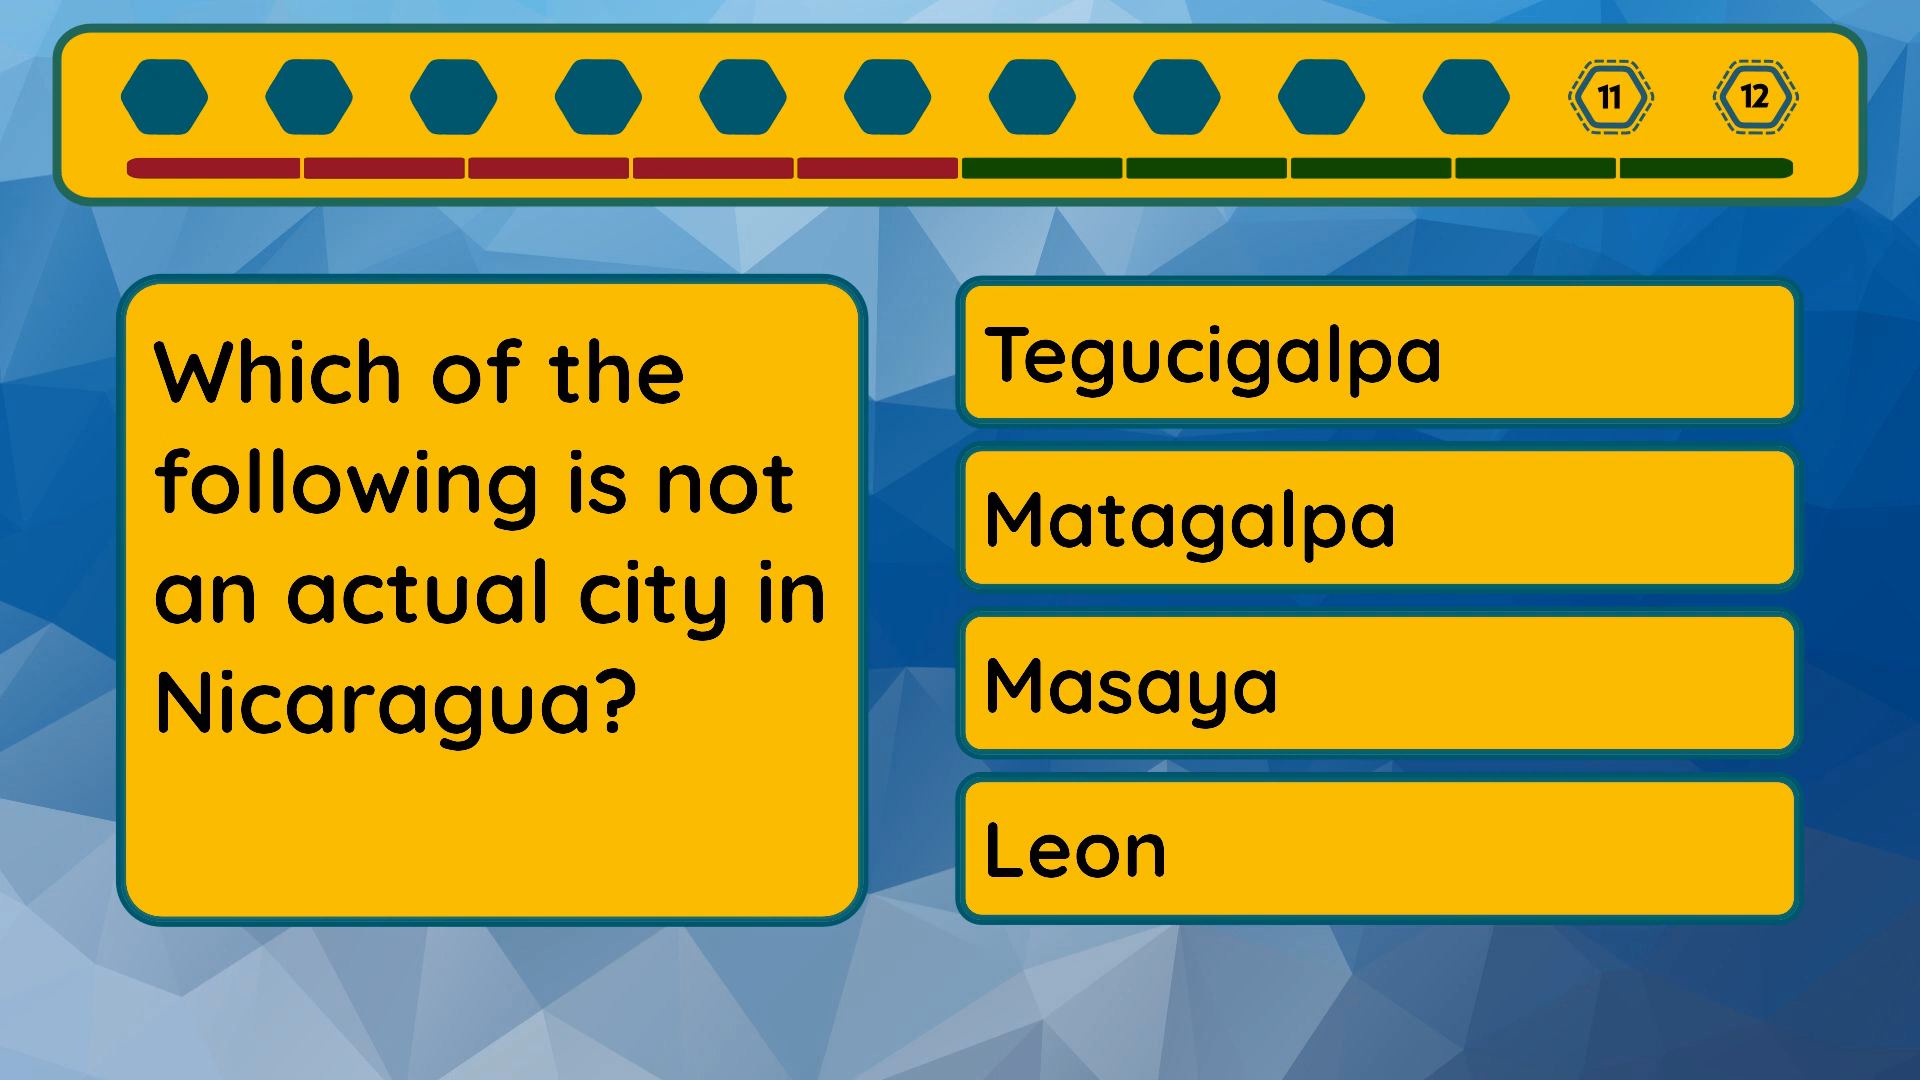 11
12
Which of the
following is not
an actual city in
Nicaragua?
Tegucigalpa
Matagalpa
Masaya
Leon